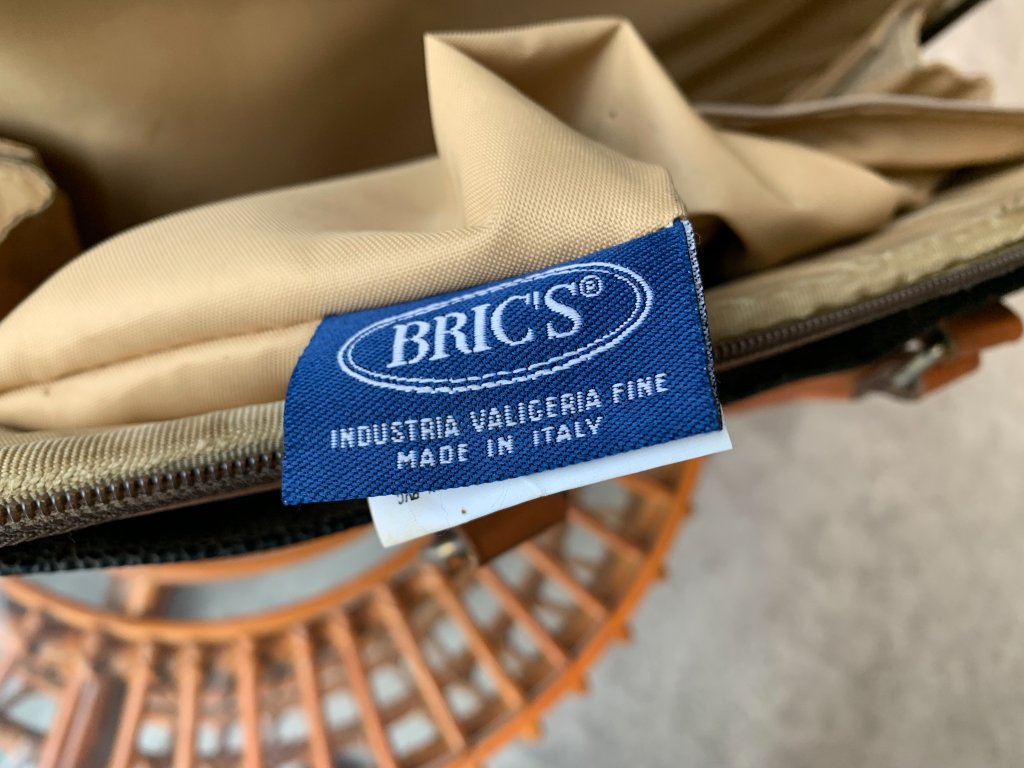 BRIC'S®
INDUSTRIA VALIGERIA FINE
MADE IN ITALY